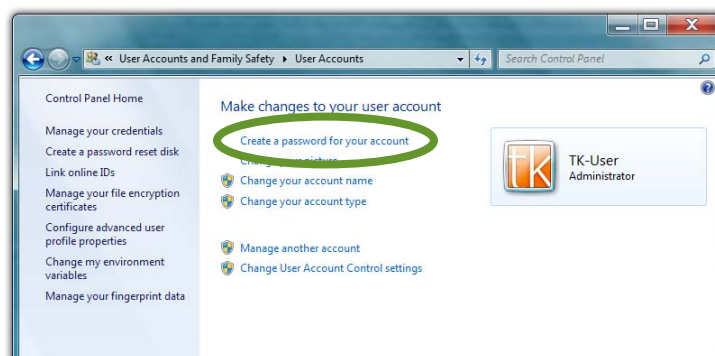 « User Accounts and Family Safety ▸ User Accounts
Search Control Panel
Control Panel Home
Manage your credentials
Create a password reset disk
Link online IDs
Manage your file encryption
certificates
Configure advanced user
profile properties
Change my environment
variables
Manage your fingerprint data
Make changes to your user account
Create a password for your account
Change your picture
Change your account name
Change your account type
Manage another account
Change User Account Control settings
tk
TK-User
Administrator